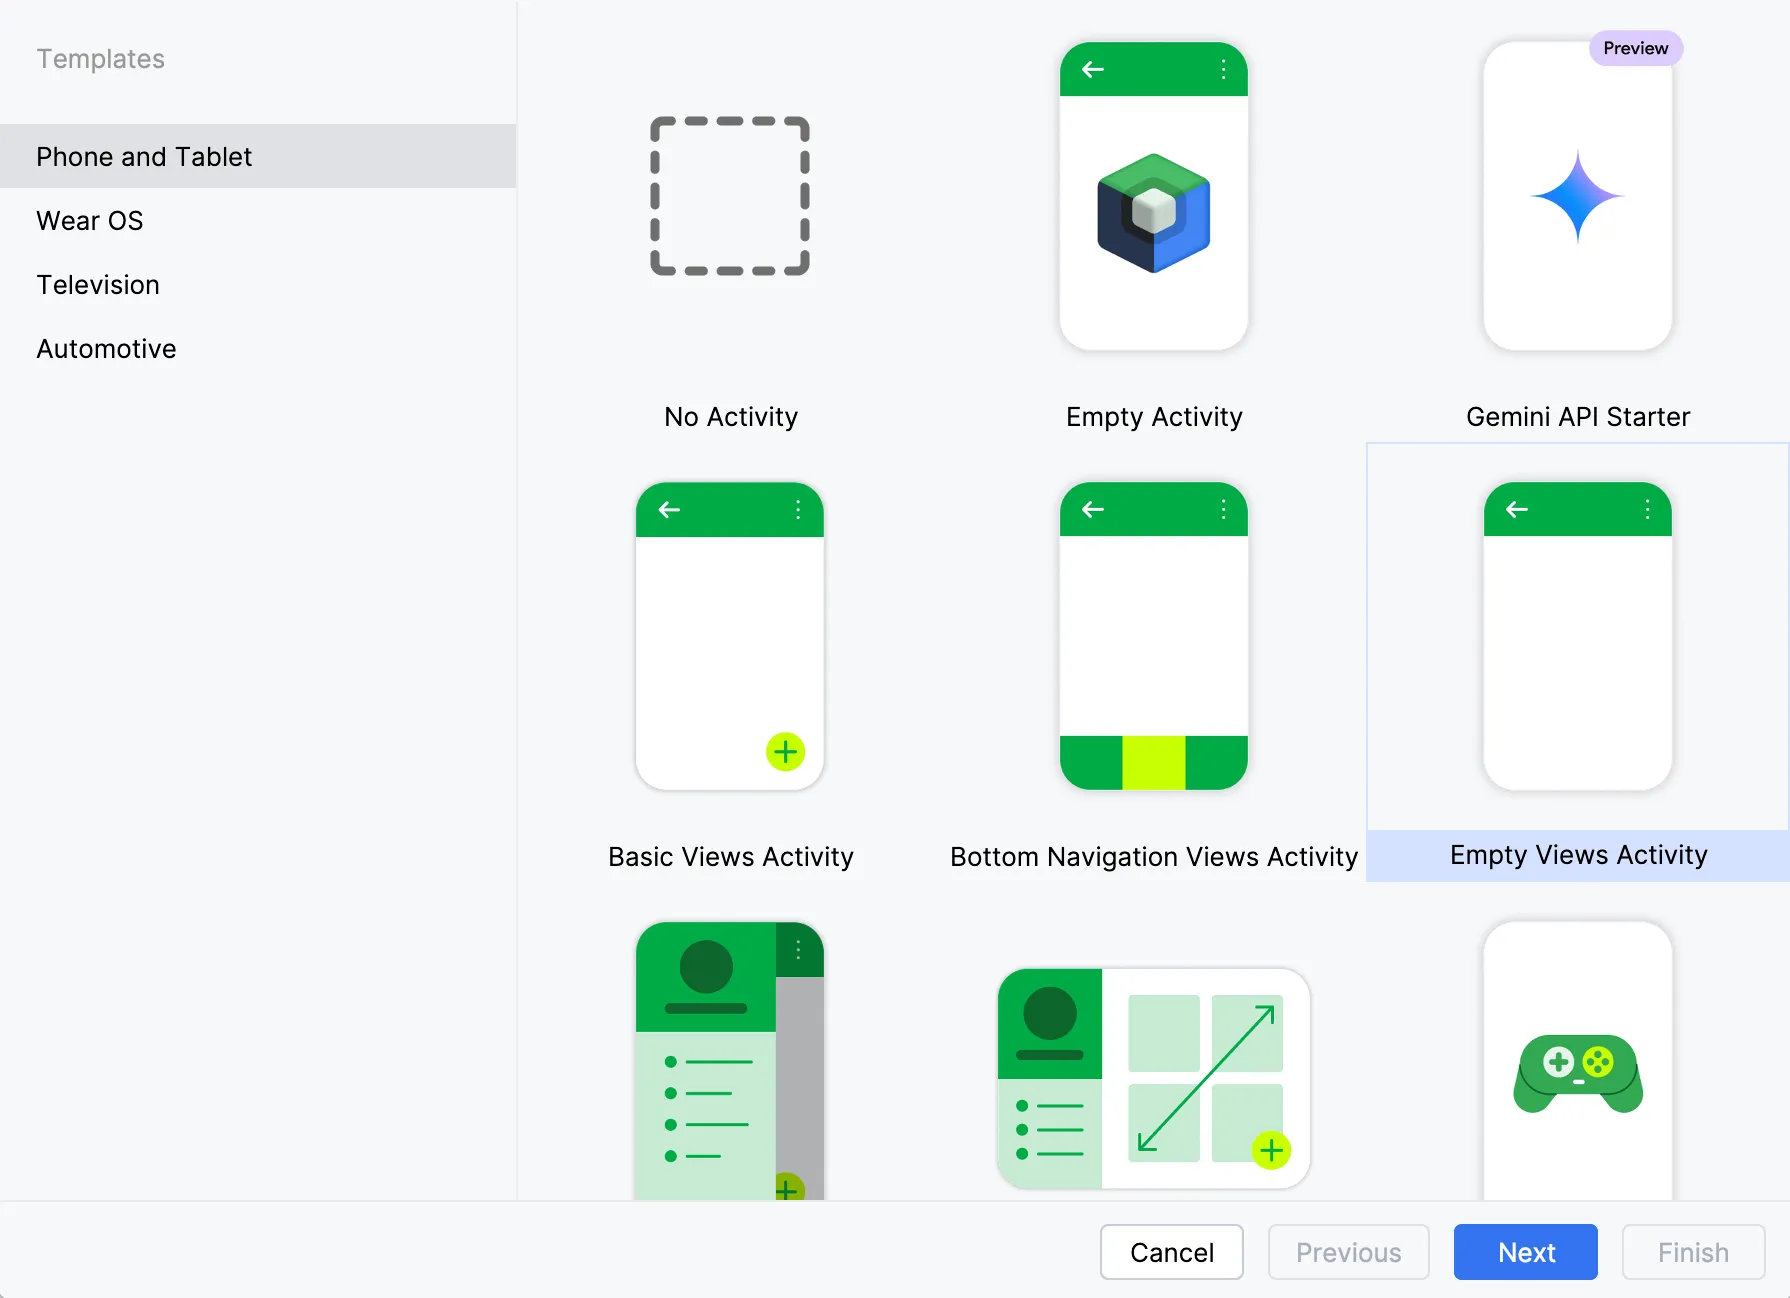 Templates
Phone and Tablet
Wear OS
Television
Automotive
Preview
No Activity
Empty Activity
Gemini API Starter
Basic Views Activity
Bottom Navigation Views Activity
Empty Views Activity
Cancel
Previous
Next
Finish